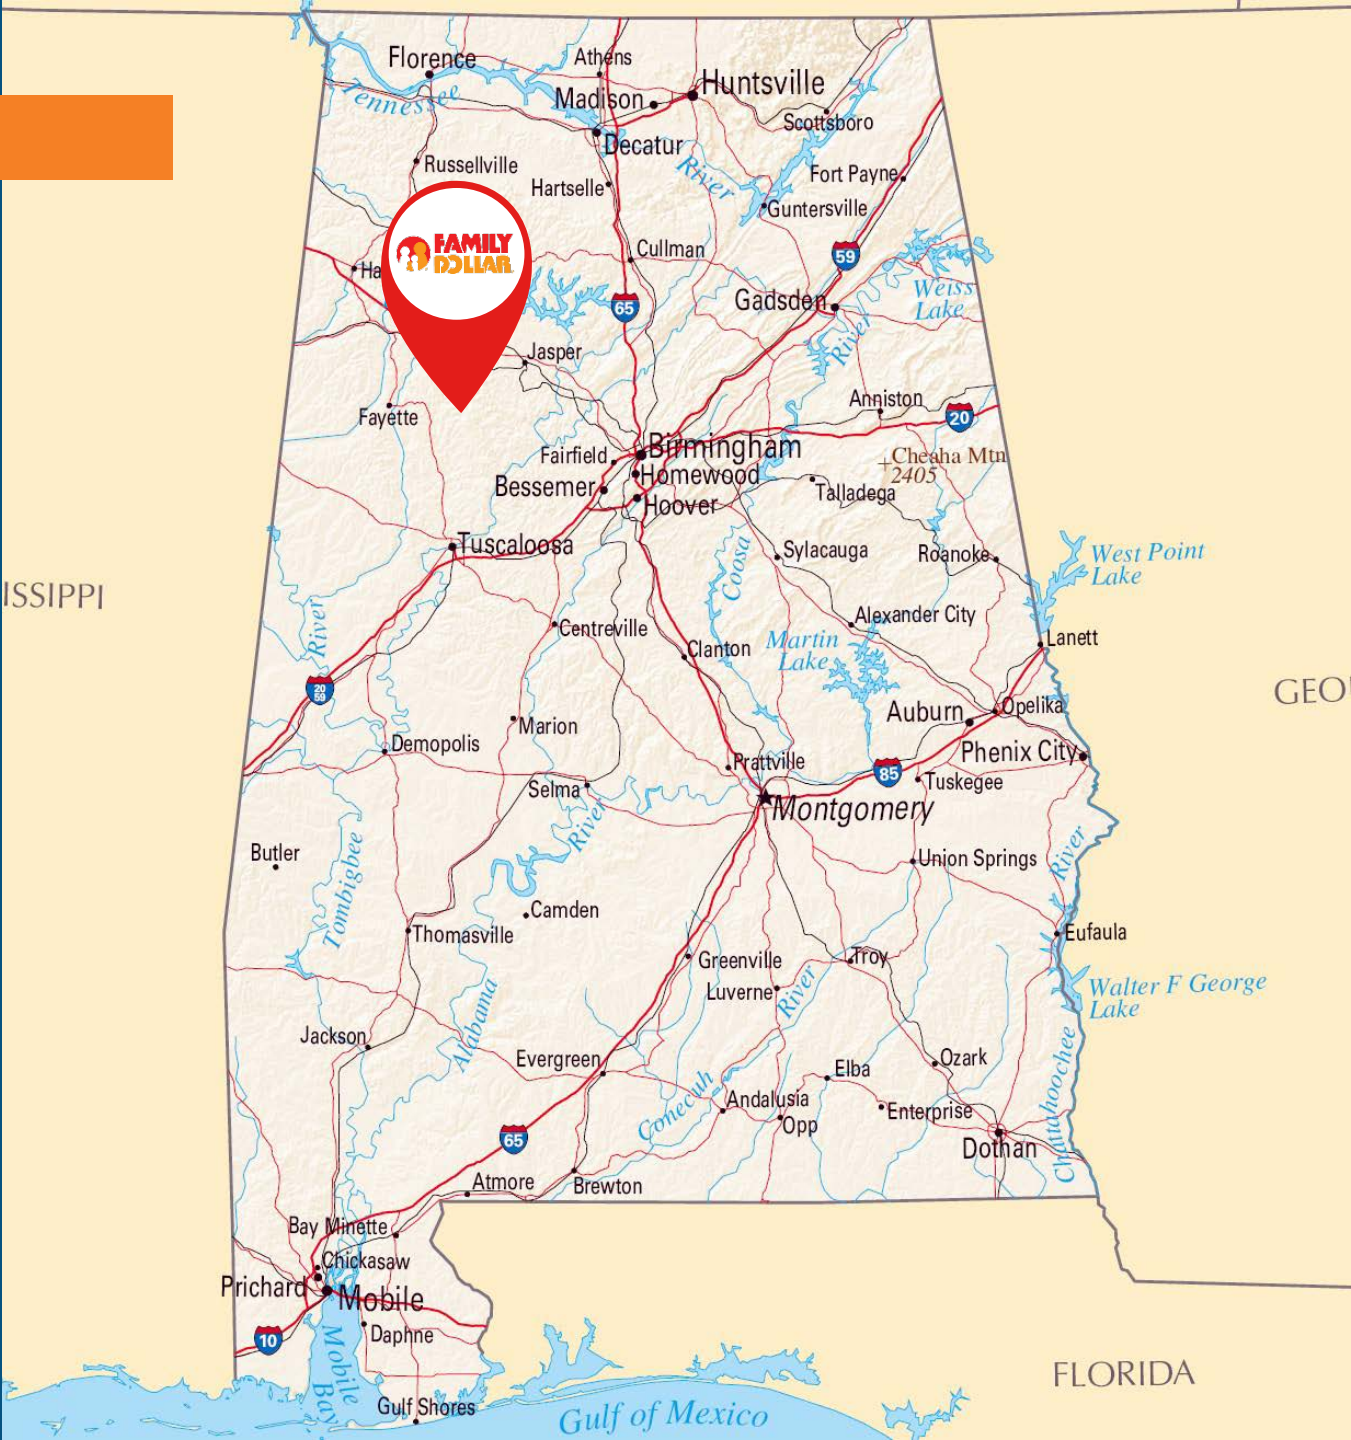 Florence
Athens
Huntsville
Madison
Tennessee
Scottsboro
Decatur
Russellville
River
Fort Payne
Hartselle
Guntersville
FAMILY
DOLLAR
Cullman
59
Ha
Weiss
Lake
Gadsden
65
River
Jasper
Anniston
Fayette
20
Birmingham
Fairfield
Cheaha Mtn
2405
Homewood
Bessemer
Talladega
Hoover
Tuscaloosa
Coosa
Sylacauga
Roanoke
West Point
Lake
ISSIPPI
River
Centreville
Alexander City
Martin
Lake
Lanett
Clanton
20
59
GEO
Opelika
Auburn
Marion
Demopolis
Phenix City
Prattville
85
Tuskegee
Selma
Montgomery
River
Butler
Union Springs
River
Tombigbee
Camden
Thomasville
Eufaula
Greenville
Troy
Luverne
River
Walter F George
Lake
Alabama
Jackson
Evergreen
Ozark
Elba
Conecuh
Andalusia
Enterprise
Opp
Chattahoochee
65
Dothan
Atmore
Brewton
Bay Minette
Chickasaw
Prichard
Mobile
10
Daphne
Mobile
Bay
FLORIDA
Gulf Shores
Gulf of Mexico